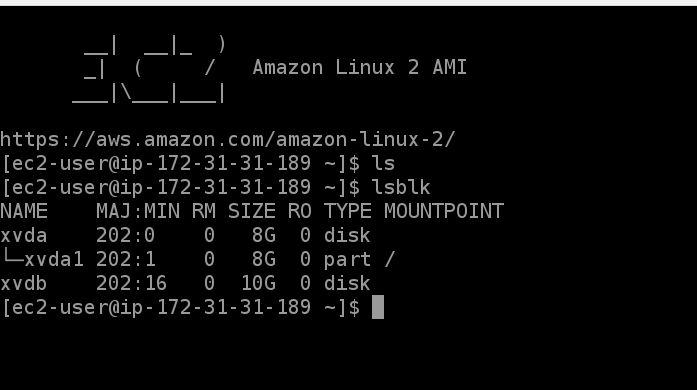 __|  __|_  )
_|  (     /   Amazon Linux 2 AMI
___|\___|___|
https://aws.amazon.com/amazon-linux-2/
[ec2-user@ip-172-31-31-189 ~]$ ls
[ec2-user@ip-172-31-31-189 ~]$ lsblk
NAME    MAJ:MIN RM SIZE RO TYPE MOUNTPOINT
xvda    202:0    0   8G  0 disk
└─xvda1 202:1    0   8G  0 part /
xvdb    202:16   0  10G  0 disk
[ec2-user@ip-172-31-31-189 ~]$